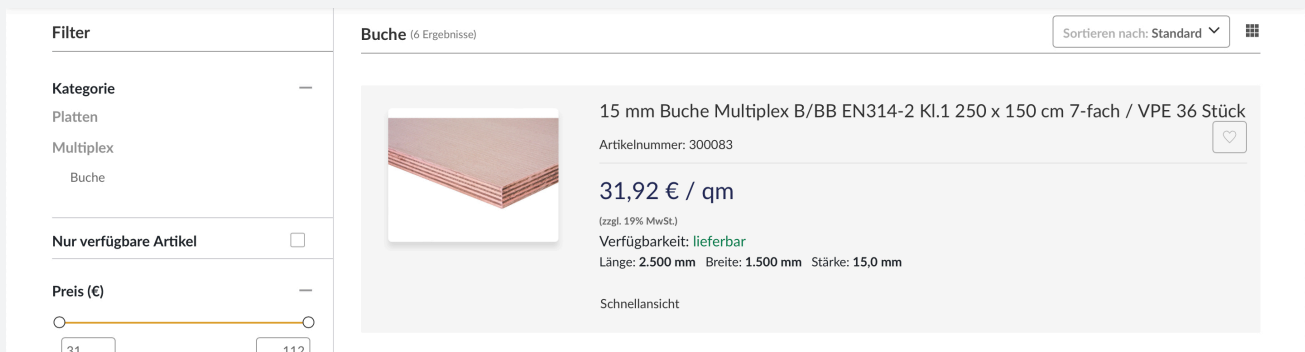 Filter
Kategorie
Platten
Multiplex
Buche
Nur verfügbare Artikel
Preis (€)
31
112
Buche (6 Ergebnisse)
Sortieren nach: Standard
15 mm Buche Multiplex B/BB EN314-2 Kl.1 250 x 150 cm 7-fach / VPE 36 Stück
Artikelnummer: 300083
31,92 € / qm
(zzgl. 19% MwSt.)
Verfügbarkeit: lieferbar
Länge: 2.500 mm Breite: 1.500 mm Stärke: 15,0 mm
Schnellansicht